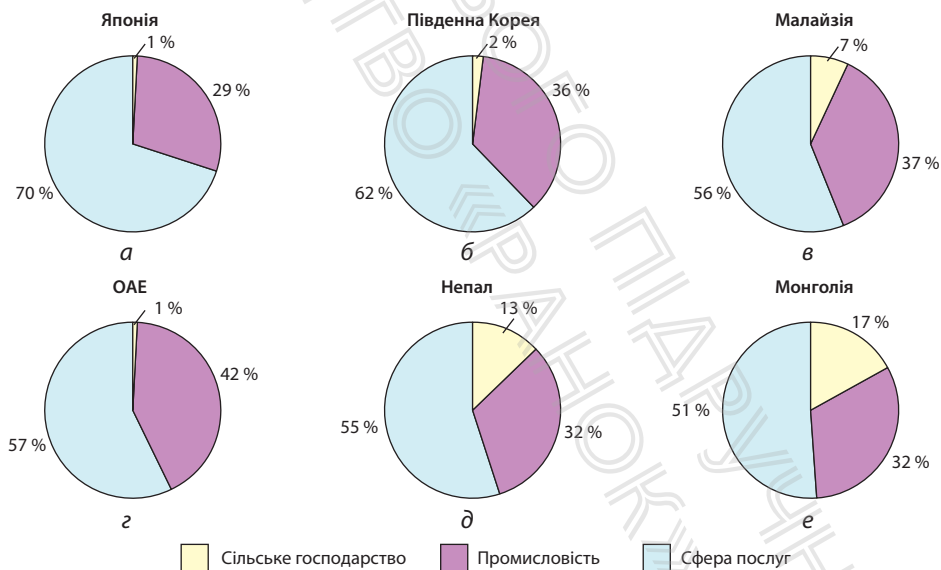 Японія
1 %
29 %
70 %
а
Південна Корея
2 %
36 %
62 %
б
Малайзія
7 %
37 %
56 %
в
ОАЕ
1 %
42 %
57 %
г
Непал
13 %
32 %
55 %
д
Монголія
17 %
32 %
51 %
е
Сільське господарство
Промисловість
Сфера послуг